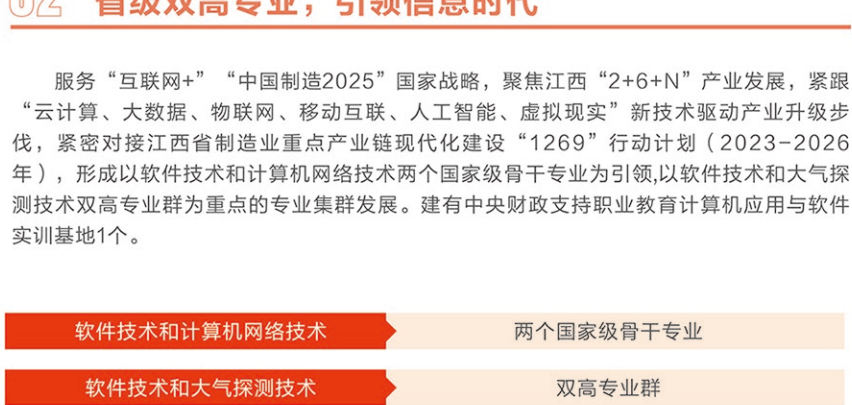 02 省级双高专业，引领信息时代
服务“互联网+”“中国制造2025”国家战略，聚焦江西“2+6+N”产业发展，紧跟
“云计算、大数据、物联网、移动互联、人工智能、虚拟现实”新技术驱动产业升级步
伐，紧密对接江西省制造业重点产业链现代化建设“1269”行动计划（2023-2026
年），形成以软件技术和计算机网络技术两个国家级骨干专业为引领,以软件技术和大气探
测技术双高专业群为重点的专业集群发展。建有中央财政支持职业教育计算机应用与软件
实训基地1个。
软件技术和计算机网络技术 两个国家级骨干专业
软件技术和大气探测技术 双高专业群